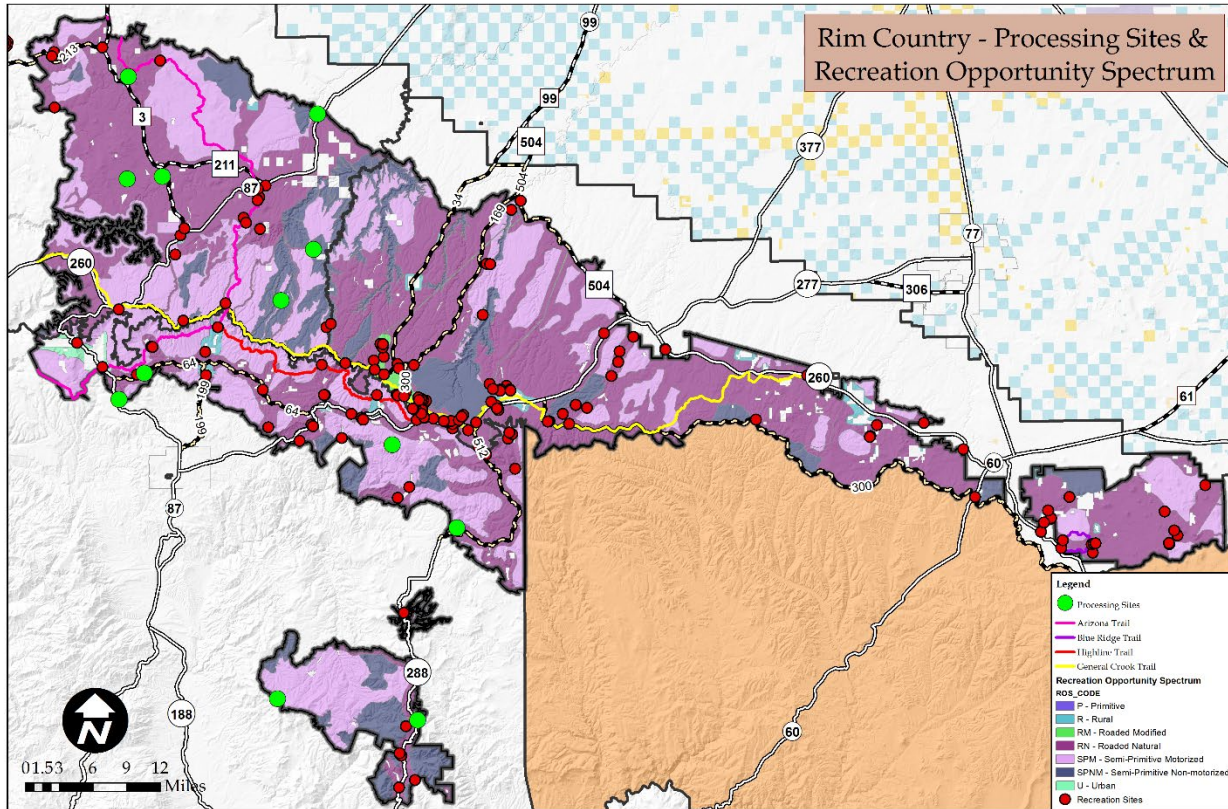 Rim Country - Processing Sites &
Recreation Opportunity Spectrum
99
213
3
99
504
377
211
504
87
34
169
77
260
277
306
504
64
199
300
260
61
64
199
512
60
300
87
288
188
60
N
01.53 6 9 12
Miles
Legend
Processing Sites
Arizona Trail
Blue Ridge Trail
Highline Trail
General Crook Trail
Recreation Opportunity Spectrum
ROS_CODE
P - Primitive
R - Rural
RM - Roaded Modified
RN - Roaded Natural
SPM - Semi-Primitive Motorized
SPNM - Semi-Primitive Non-motorized
U - Urban
Recreation Sites